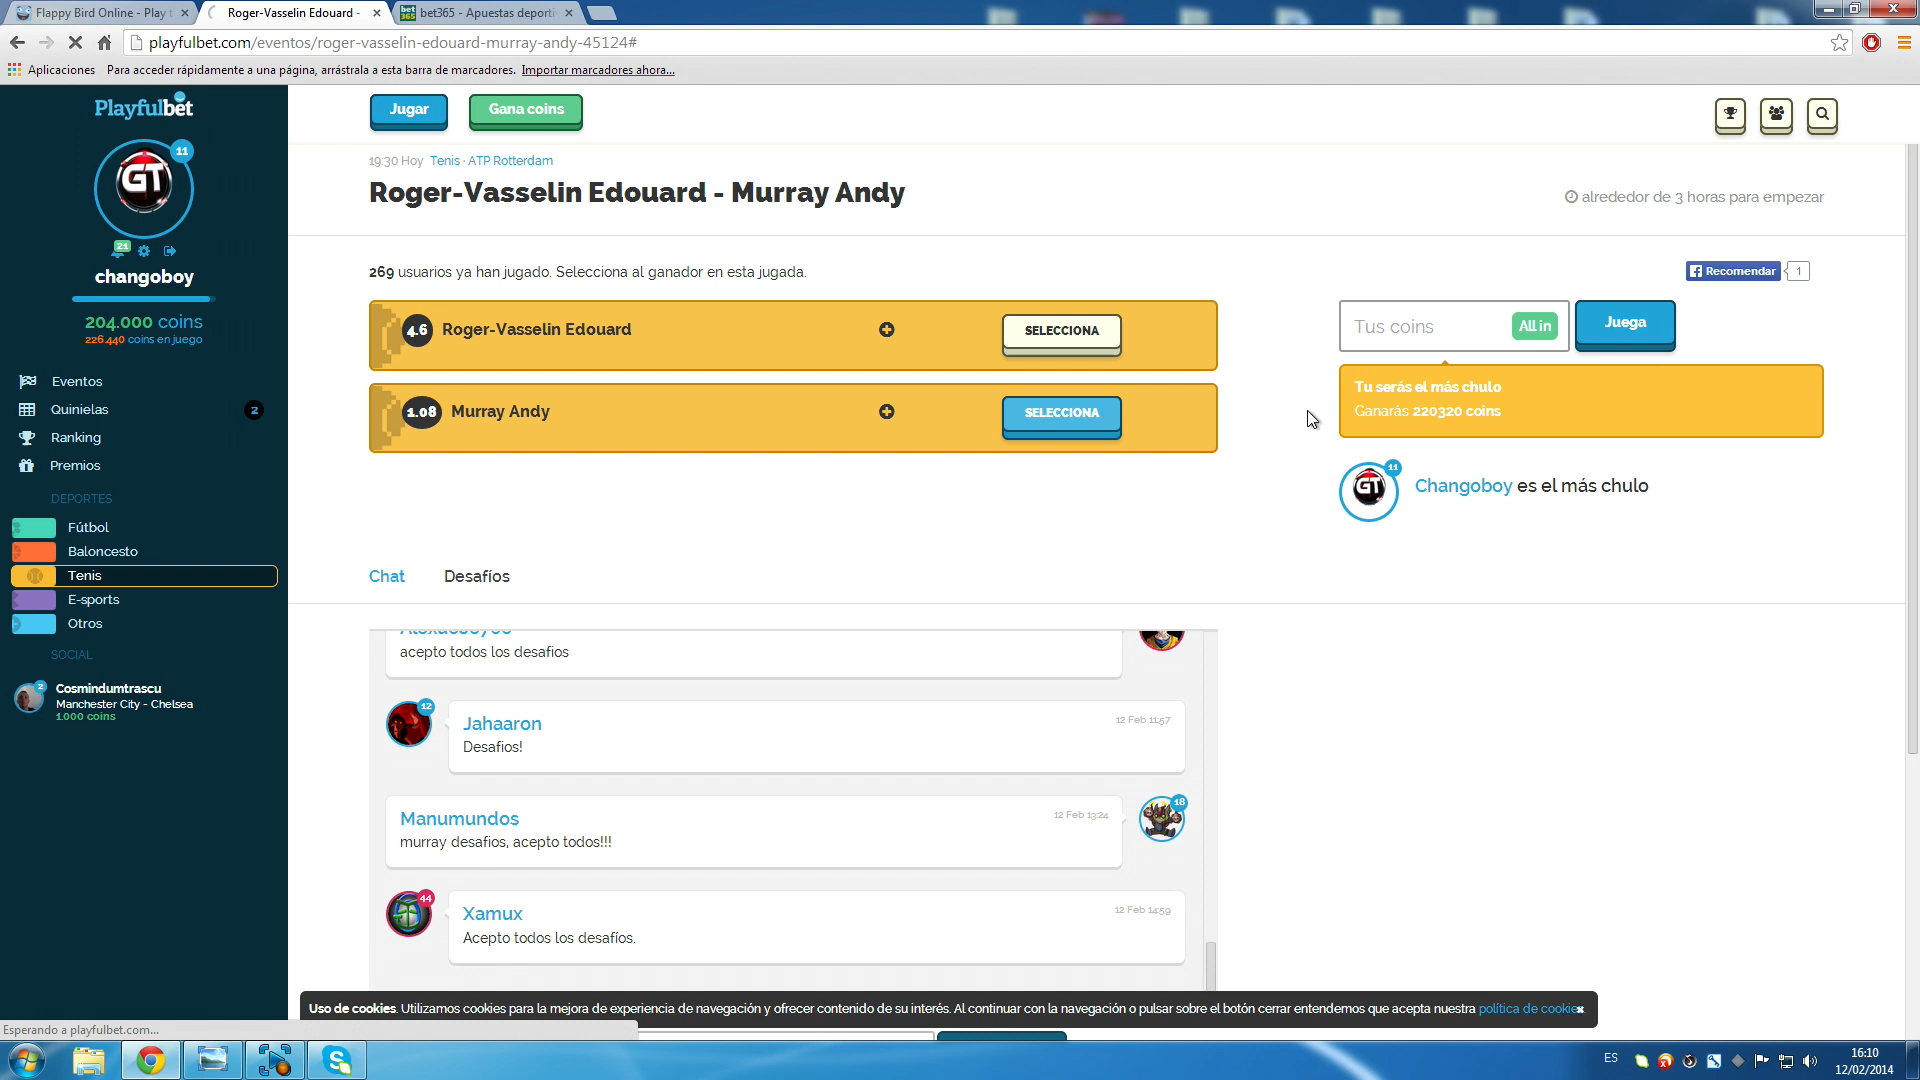 Flappy Bird Online - Play t
Roger-Vasselin Edouard -
bet365 - Apuestas deporti
playfulbet.com/eventos/roger-vasselin-edouard-murray-andy-45124#
Aplicaciones
Para acceder rápidamente a una página, arrástrala a esta barra de marcadores.
Importar marcadores ahora...
Playfulbet
Jugar
Gana coins
GT
11
21
changoboy
204.000 coins
226.440 coins en juego
Eventos
Quinielas
2
Ranking
Premios
DEPORTES
Fútbol
Baloncesto
Tenis
E-sports
Otros
SOCIAL
2
Cosmindumtrascu
Manchester City - Chelsea
1.000 coins
19:30 Hoy Tenis · ATP Rotterdam
Roger-Vasselin Edouard - Murray Andy
alrededor de 3 horas para empezar
269 usuarios ya han jugado. Selecciona al ganador en esta jugada.
Recomendar
1
4.6 Roger-Vasselin Edouard
SELECCIONA
1.08 Murray Andy
SELECCIONA
Tus coins
All in
Juega
Tu serás el más chulo
Ganarás 220320 coins
GT
11
Changoboy es el más chulo
Chat
Desafíos
acepto todos los desafios
12
Jahaaron
12 Feb 11:57
Desafios!
Manumundos
12 Feb 13:24
18
murray desafios, acepto todos!!!
44
Xamux
12 Feb 14:59
Acepto todos los desafíos.
Uso de cookies. Utilizamos cookies para la mejora de experiencia de navegación y ofrecer contenido de su interés. Al continuar con la navegación o pulsar sobre el botón cerrar entendemos que acepta nuestra política de cookie
Esperando a playfulbet.com...
ES
16:10
12/02/2014